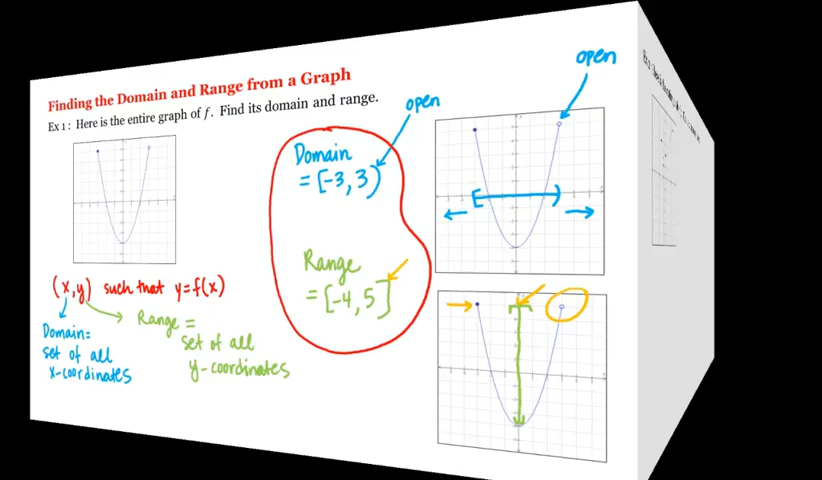 Finding the Domain and Range from a Graph
Ex 1: Here is the entire graph of f. Find its domain and range.
open
open
Domain
= [-3, 3)
Range
= [-4, 5]
(x,y) such that y=f(x)
Domain=
set of all
x-coordinates
Range =
set of all
y-coordinates